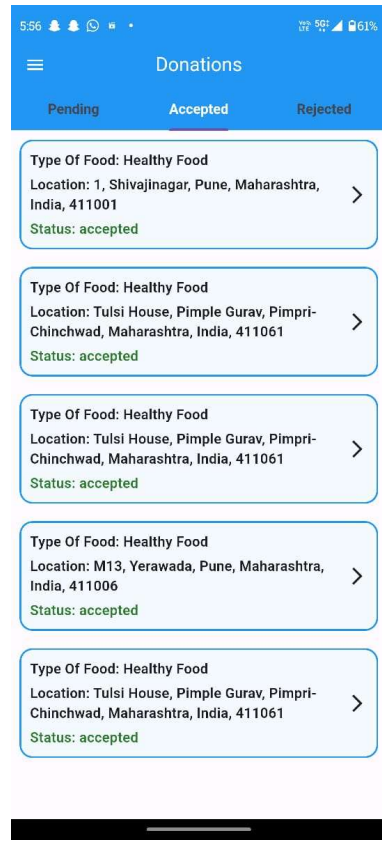 5:56
Vo)) LTE 5G 61%
Donations
Pending Accepted Rejected
Type Of Food: Healthy Food
Location: 1, Shivajinagar, Pune, Maharashtra,
India, 411001
Status: accepted
Type Of Food: Healthy Food
Location: Tulsi House, Pimple Gurav, Pimpri-
Chinchwad, Maharashtra, India, 411061
Status: accepted
Type Of Food: Healthy Food
Location: Tulsi House, Pimple Gurav, Pimpri-
Chinchwad, Maharashtra, India, 411061
Status: accepted
Type Of Food: Healthy Food
Location: M13, Yerawada, Pune, Maharashtra,
India, 411006
Status: accepted
Type Of Food: Healthy Food
Location: Tulsi House, Pimple Gurav, Pimpri-
Chinchwad, Maharashtra, India, 411061
Status: accepted